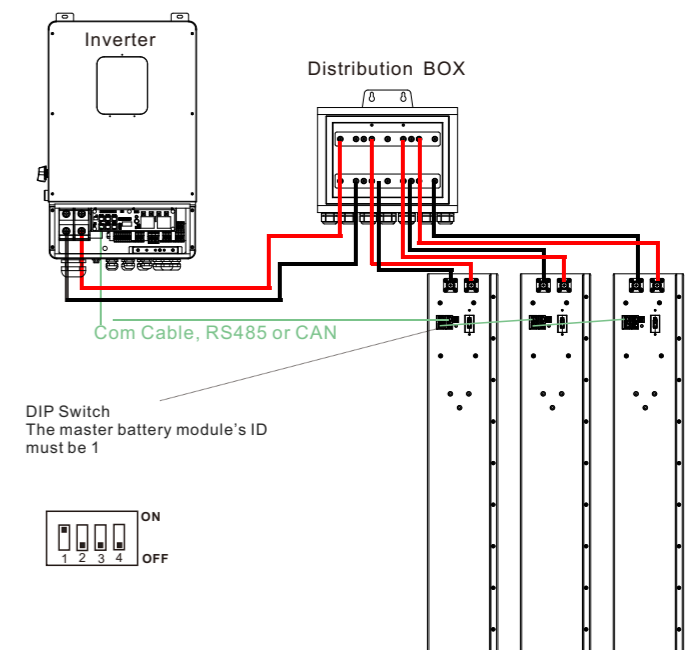 Inverter
Distribution BOX
Com Cable, RS485 or CAN
DIP Switch
The master battery module's ID
must be 1
ON
1 2 3 4
OFF